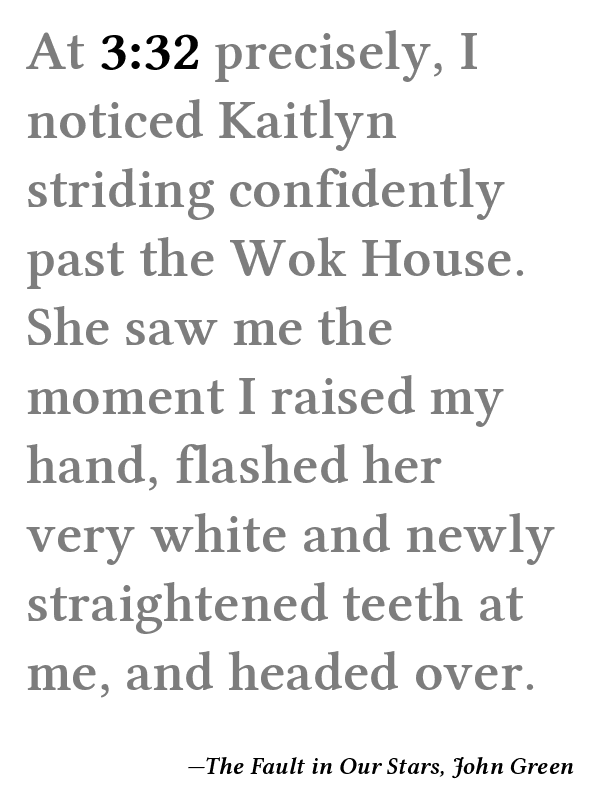 At 3:32 precisely, I
noticed Kaitlyn
striding confidently
past the Wok House.
She saw me the
moment I raised my
hand, flashed her
very white and newly
straightened teeth at
me, and headed over.
—The Fault in Our Stars, John Green